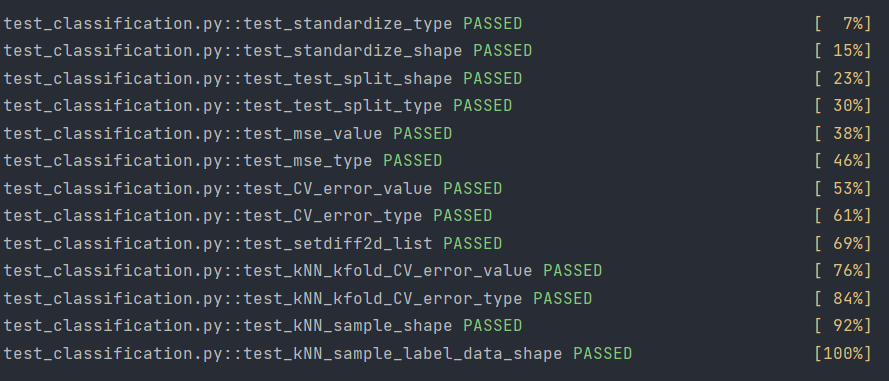 test_classification.py::test_standardize_type PASSED [  7%]
test_classification.py::test_standardize_shape PASSED [ 15%]
test_classification.py::test_test_split_shape PASSED [ 23%]
test_classification.py::test_test_split_type PASSED [ 30%]
test_classification.py::test_mse_value PASSED [ 38%]
test_classification.py::test_mse_type PASSED [ 46%]
test_classification.py::test_CV_error_value PASSED [ 53%]
test_classification.py::test_CV_error_type PASSED [ 61%]
test_classification.py::test_setdiff2d_list PASSED [ 69%]
test_classification.py::test_kNN_kfold_CV_error_value PASSED [ 76%]
test_classification.py::test_kNN_kfold_CV_error_type PASSED [ 84%]
test_classification.py::test_kNN_sample_shape PASSED [ 92%]
test_classification.py::test_kNN_sample_label_data_shape PASSED [100%]